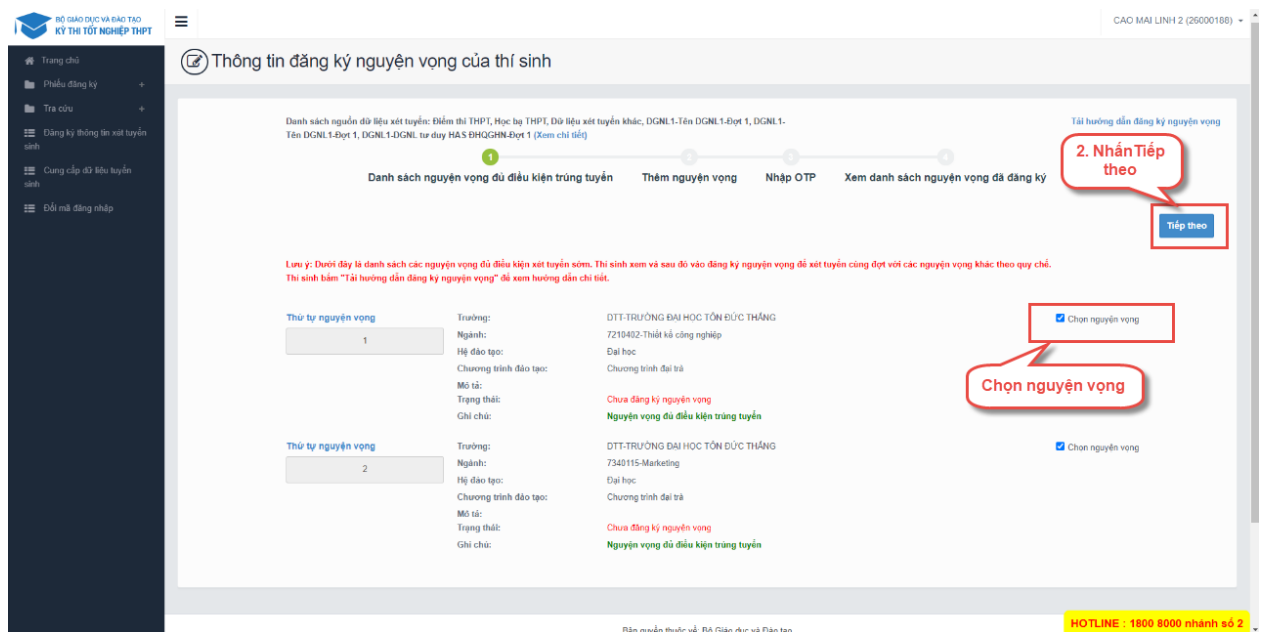 BỘ GIÁO DỤC VÀ ĐÀO TẠO
KỲ THI TỐT NGHIỆP THPT
CAO MAI LINH 2 (26000188)
Trang chủ
Phiếu đăng ký +
Tra cứu +
Đăng ký thông tin xét tuyển
sinh
Cung cấp dữ liệu tuyển
sinh
Đổi mã đăng nhập
Thông tin đăng ký nguyện vọng của thí sinh
Danh sách nguồn dữ liệu xét tuyển: Điểm thi THPT, Học bạ THPT, Dữ liệu xét tuyển khác, DGNL1-Tên DGNL1-Đợt 1, DGNL1-
Tên DGNL1-Đợt 1, DGNL1-DGNL tư duy HAS ĐHQGHN-Đợt 1 (Xem chi tiết)
Tải hướng dẫn đăng ký nguyện vọng
1 2 3 4
Danh sách nguyện vọng đủ điều kiện trúng tuyển Thêm nguyện vọng Nhập OTP Xem danh sách nguyện vọng đã đăng ký
2. Nhấn Tiếp
theo
Tiếp theo
Lưu ý: Dưới đây là danh sách các nguyện vọng đủ điều kiện xét tuyển sớm. Thí sinh xem và sau đó vào đăng ký nguyện vọng để xét tuyển cùng đợt với các nguyện vọng khác theo quy chế.
Thí sinh bấm "Tải hướng dẫn đăng ký nguyện vọng" để xem hướng dẫn chi tiết.
Thứ tự nguyện vọng
1
Trường: DTT-TRƯỜNG ĐẠI HỌC TÔN ĐỨC THẮNG
Ngành: 7210402-Thiết kế công nghiệp
Hệ đào tạo: Đại học
Chương trình đào tạo: Chương trình đại trà
Mô tả:
Trạng thái: Chưa đăng ký nguyện vọng
Ghi chú: Nguyện vọng đủ điều kiện trúng tuyển
Chọn nguyện vọng
Chọn nguyện vọng
Thứ tự nguyện vọng
2
Trường: DTT-TRƯỜNG ĐẠI HỌC TÔN ĐỨC THẮNG
Ngành: 7340115-Marketing
Hệ đào tạo: Đại học
Chương trình đào tạo: Chương trình đại trà
Mô tả:
Trạng thái: Chưa đăng ký nguyện vọng
Ghi chú: Nguyện vọng đủ điều kiện trúng tuyển
Chọn nguyện vọng
Bản quyền thuộc về: Bộ Giáo dục và Đào tạo
HOTLINE : 1800 8000 nhánh số 2